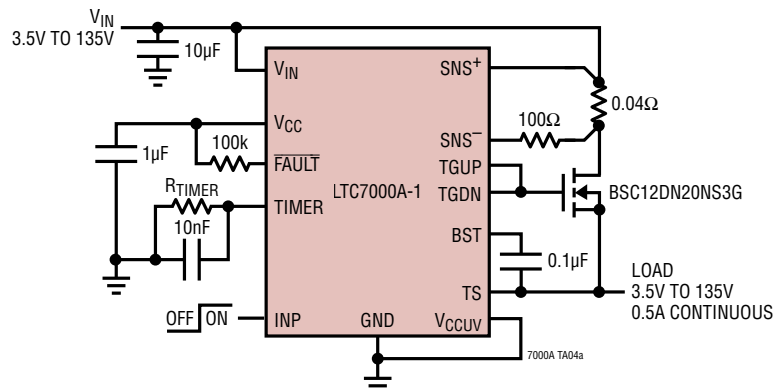 VIN
3.5V TO 135V
10µF
VIN
SNS+
0.04Ω
VCC
100Ω
SNS–
1µF
100k
FAULT
TGUP
RTIMER
LTC7000A-1
TGDN
BSC12DN20NS3G
TIMER
10nF
BST
0.1µF
LOAD
3.5V TO 135V
0.5A CONTINUOUS
TS
OFF ON
INP
GND
VCCUV
7000A TA04a